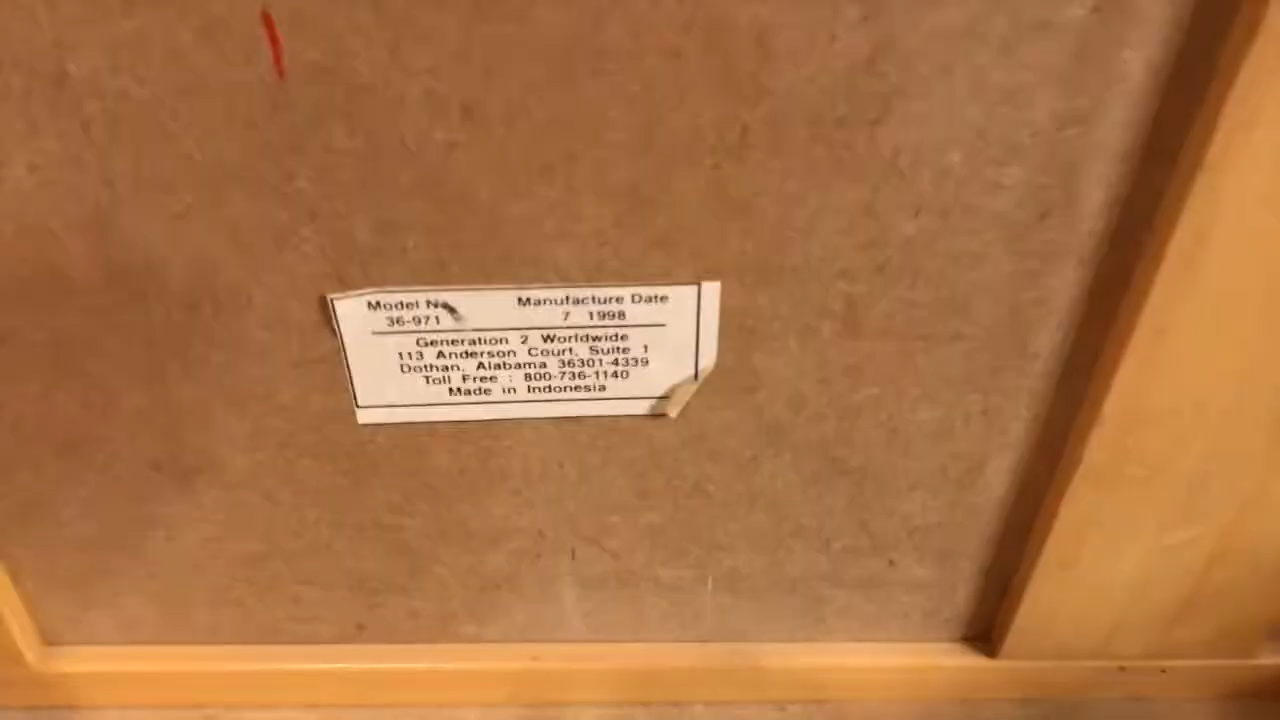 Model No. Manufacture Date
36-971 7 1998
Generation 2 Worldwide
113 Anderson Court, Suite 1
Dothan, Alabama 36301-4339
Toll Free : 800-736-1140
Made in Indonesia